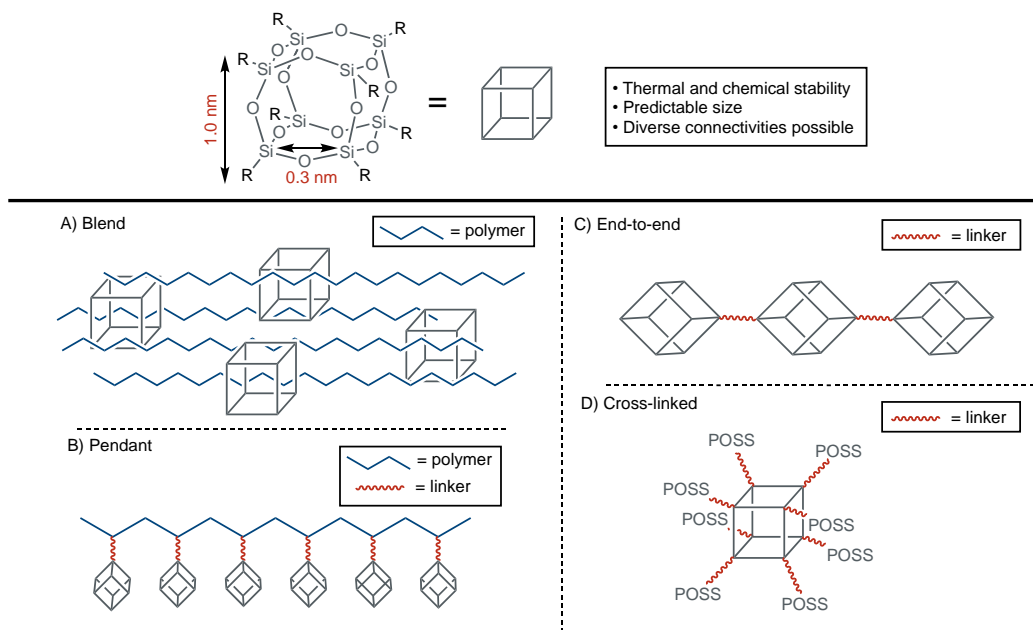 R
R
R
R
R
R
R
R
Si
Si
Si
Si
Si
Si
Si
Si
O
O
O
O
O
O
O
O
O
O
O
O
1.0 nm
0.3 nm
=
• Thermal and chemical stability
• Predictable size
• Diverse connectivities possible
A) Blend
= polymer
B) Pendant
= polymer
= linker
C) End-to-end
= linker
D) Cross-linked
= linker
POSS
POSS
POSS
POSS
POSS
POSS
POSS
POSS